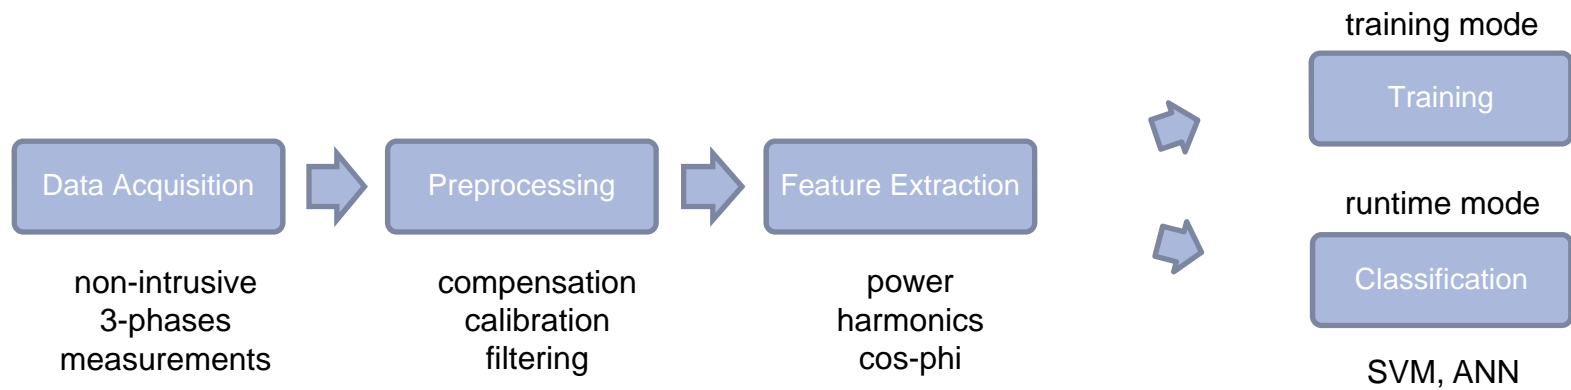 training mode
Training
Data Acquisition
Preprocessing
Feature Extraction
runtime mode
Classification
non-intrusive
3-phases
measurements
compensation
calibration
filtering
power
harmonics
cos-phi
SVM, ANN